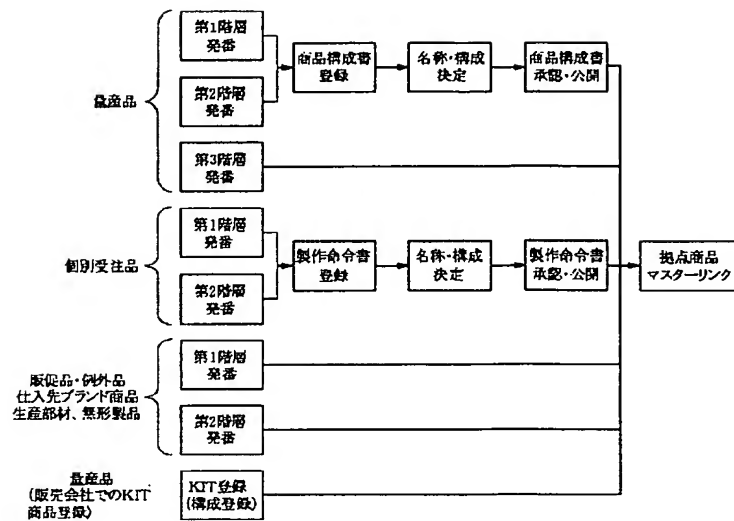 量産品
第1階層
発番
第2階層
発番
第3階層
発番
商品構成書
登録
名称・構成
決定
商品構成書
承認・公開
個別受注品
第1階層
発番
第2階層
発番
製作命令書
登録
名称・構成
決定
製作命令書
承認・公開
拠点商品
マスターリンク
販促品・例外品
仕入先ブランド商品
生産部材、無形製品
第1階層
発番
第2階層
発番
量産品
(販売会社でのKIT
商品登録)
KIT登録
(構成登録)